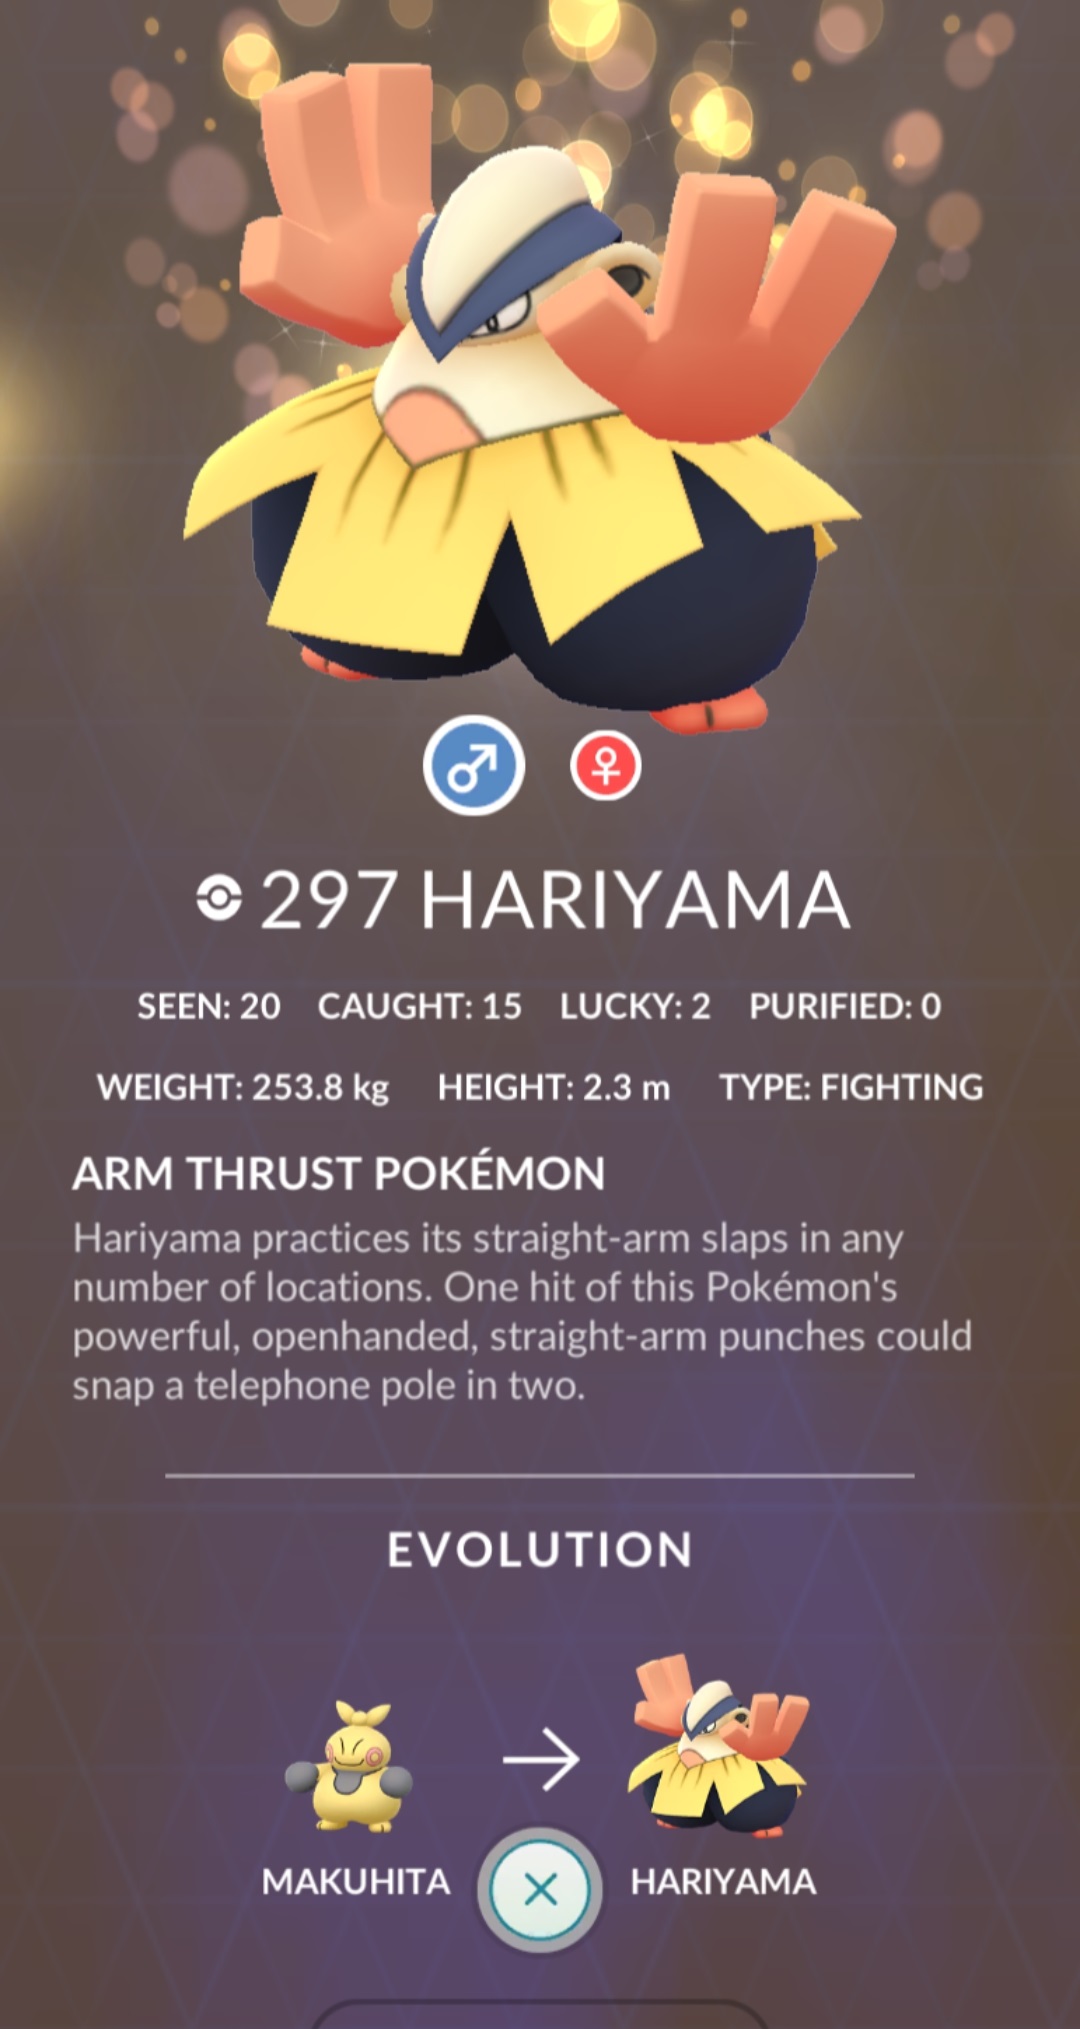 297 HARIYAMA
SEEN: 20 CAUGHT: 15 LUCKY: 2 PURIFIED: 0
WEIGHT: 253.8 kg HEIGHT: 2.3 m TYPE: FIGHTING
ARM THRUST POKÉMON
Hariyama practices its straight-arm slaps in any
number of locations. One hit of this Pokémon's
powerful, openhanded, straight-arm punches could
snap a telephone pole in two.
EVOLUTION
MAKUHITA HARIYAMA